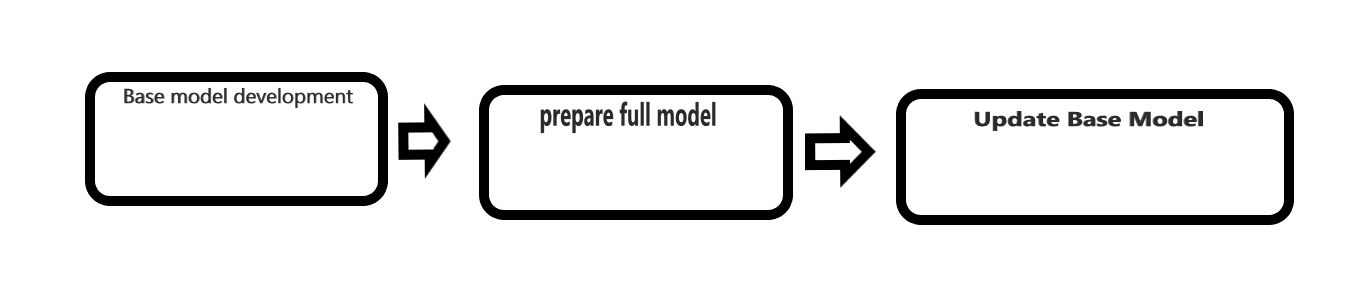 Base model development
prepare full model
Update Base Model